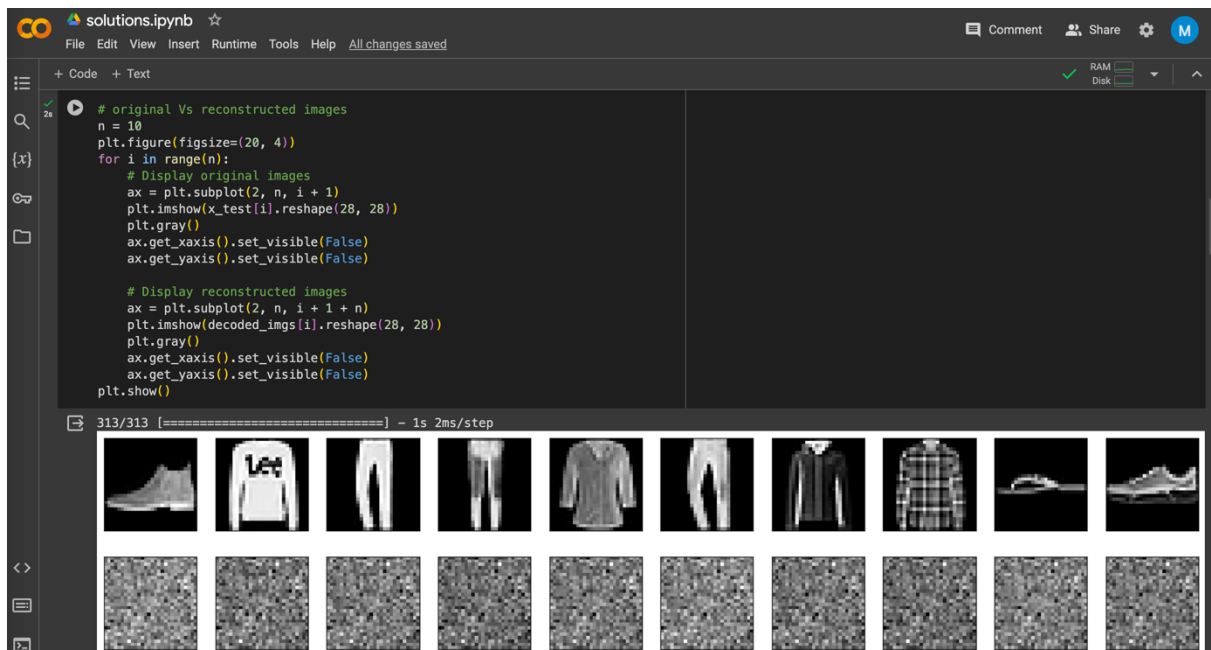 solutions.ipynb
Comment
Share
M
File Edit View Insert Runtime Tools Help All changes saved
+ Code + Text
RAM
Disk
2s
{x}
# original Vs reconstructed images
n = 10
plt.figure(figsize=(20, 4))
for i in range(n):
    # Display original images
    ax = plt.subplot(2, n, i + 1)
    plt.imshow(x_test[i].reshape(28, 28))
    plt.gray()
    ax.get_xaxis().set_visible(False)
    ax.get_yaxis().set_visible(False)
    # Display reconstructed images
    ax = plt.subplot(2, n, i + 1 + n)
    plt.imshow(decoded_imgs[i].reshape(28, 28))
    plt.gray()
    ax.get_xaxis().set_visible(False)
    ax.get_yaxis().set_visible(False)
plt.show()
313/313 [==============================] - 1s 2ms/step
Lee